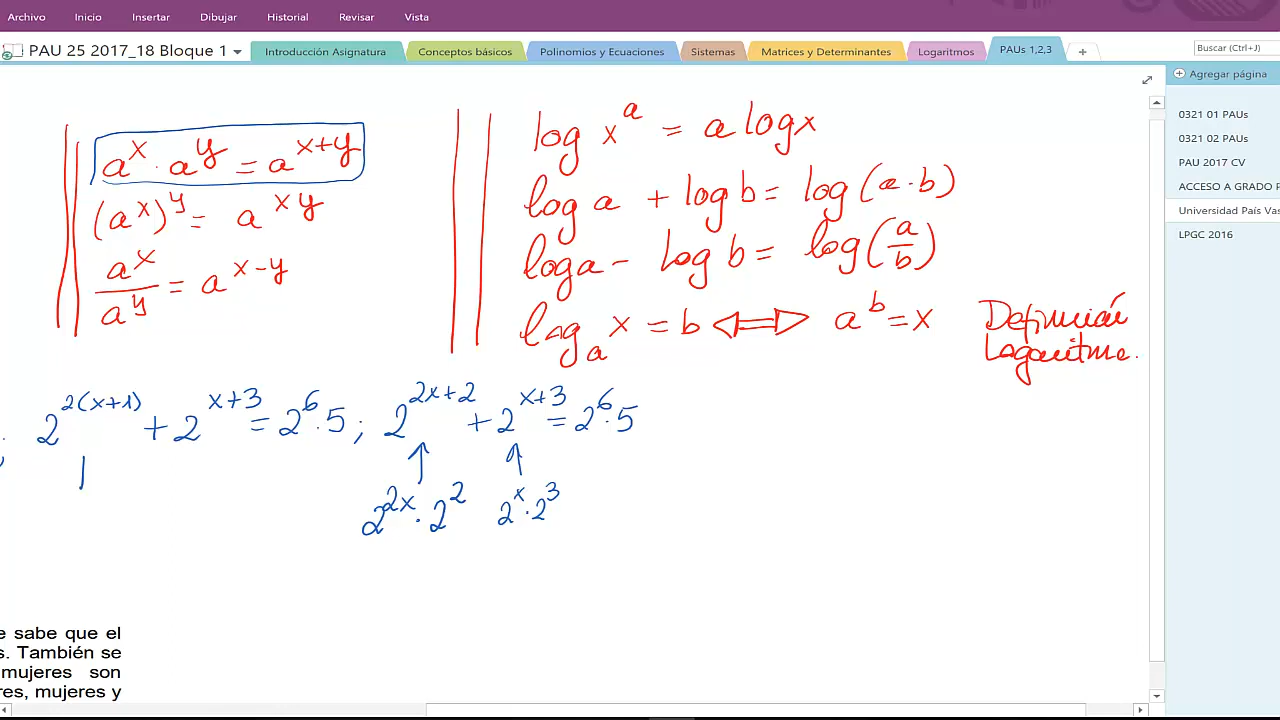 Archivo Inicio Insertar Dibujar Historial Revisar Vista
PAU 25 2017_18 Bloque 1 Introducción Asignatura Conceptos básicos Polinomios y Ecuaciones Sistemas Matrices y Determinantes Logaritmos PAUs 1,2,3 + Buscar (Ctrl+J)
Agregar página
0321 01 PAUs
0321 02 PAUs
PAU 2017 CV
ACCESO A GRADO P
Universidad País Vas
LPGC 2016
a^x · a^y = a^(x+y)
(a^x)^y = a^(xy)
a^x / a^y = a^(x-y)
log x^a = a log x
log a + log b = log (a·b)
log a - log b = log (a/b)
log_a x = b ⟺ a^b = x Definición
Logaritmo.
2^(2(x+1)) + 2^(x+3) = 2^6·5 ; 2^(2x+2) + 2^(x+3) = 2^6·5
2^(2x) · 2^2 2^x · 2^3
e sabe que el
s. También se
mujeres son
res, mujeres y